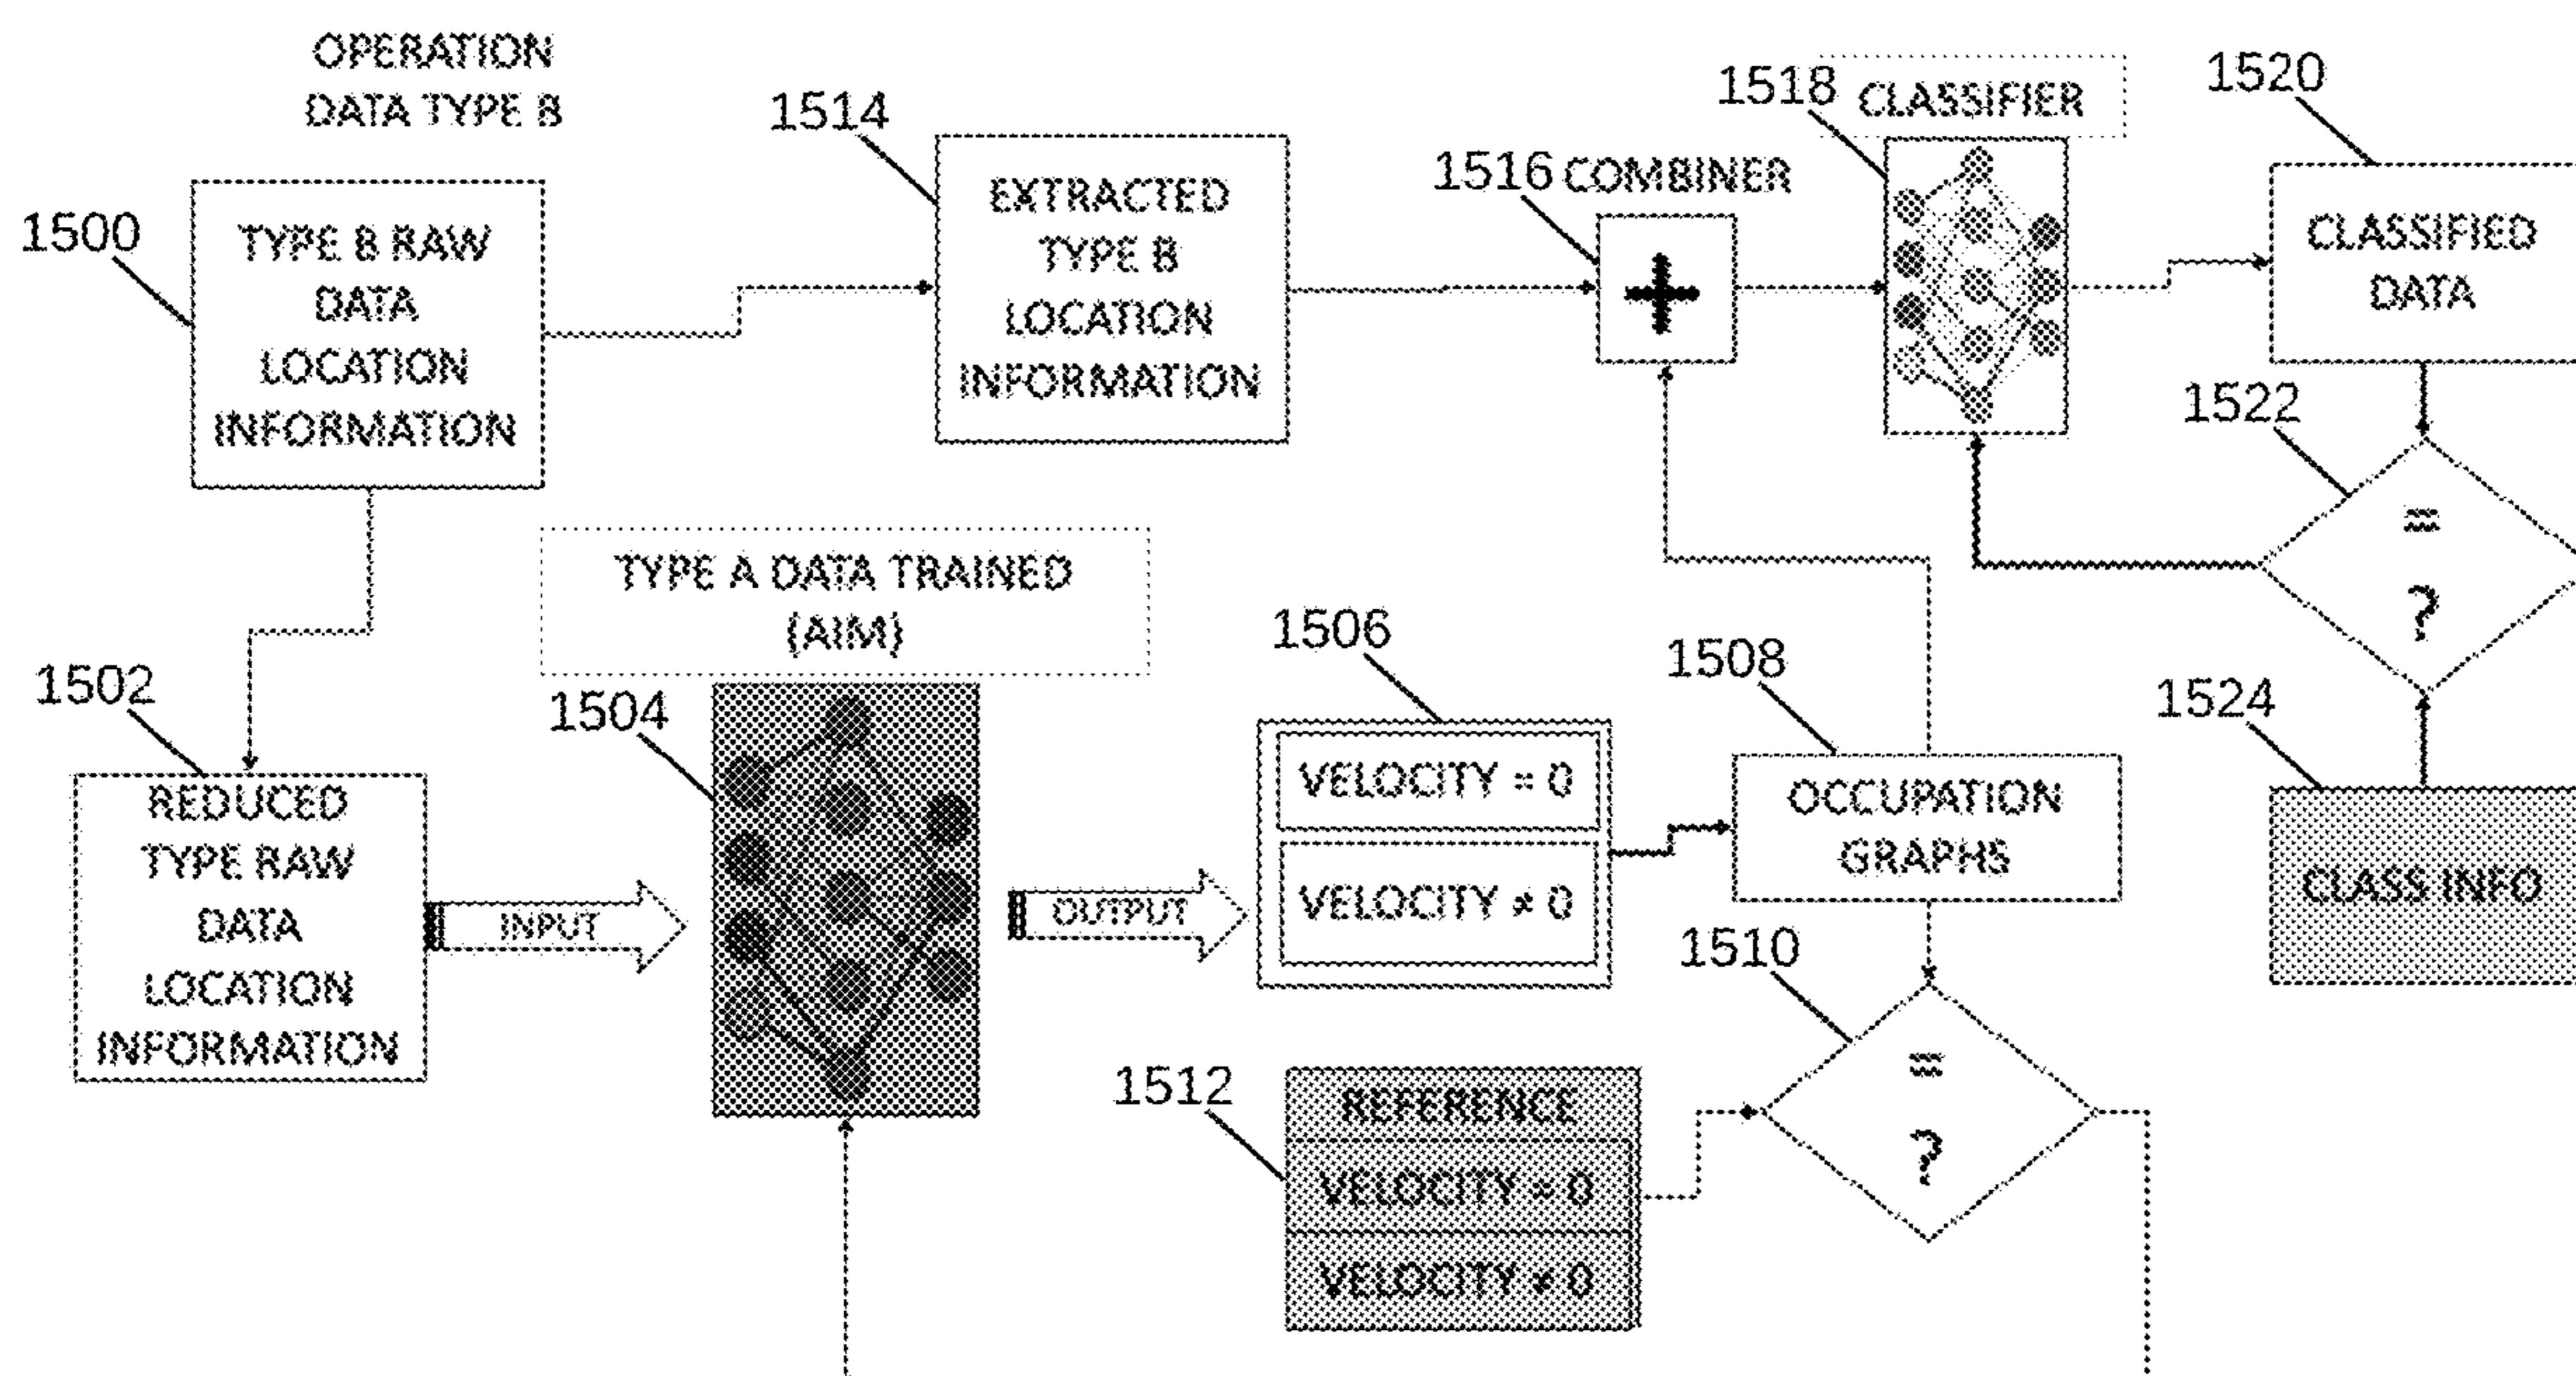 OPERATION
DATA TYPE B
1500
TYPE B RAW
DATA
LOCATION
INFORMATION
1514
EXTRACTED
TYPE B
LOCATION
INFORMATION
1516 COMBINER
+
1518 CLASSIFIER
1520
CLASSIFIED
DATA
1522
=
?
1524
CLASS INFO
1502
REDUCED
TYPE RAW
DATA
LOCATION
INFORMATION
INPUT
TYPE A DATA TRAINED
(AIM)
1504
OUTPUT
1506
VELOCITY = 0
VELOCITY ≠ 0
1508
OCCUPATION
GRAPHS
1510
=
?
1512
REFERENCE
VELOCITY = 0
VELOCITY ≠ 0